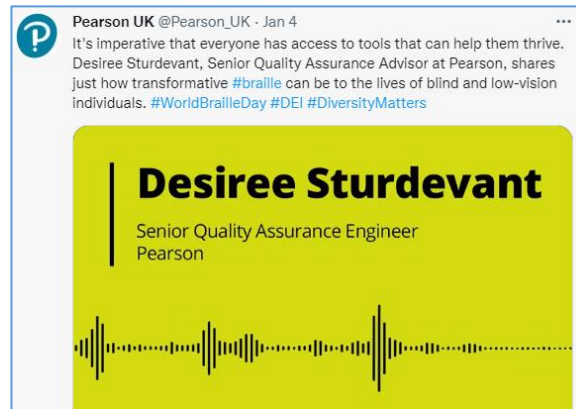 Pearson UK @Pearson_UK · Jan 4 ...
It's imperative that everyone has access to tools that can help them thrive.
Desiree Sturdevant, Senior Quality Assurance Advisor at Pearson, shares
just how transformative #braille can be to the lives of blind and low-vision
individuals. #WorldBrailleDay #DEI #DiversityMatters
Desiree Sturdevant
Senior Quality Assurance Engineer
Pearson